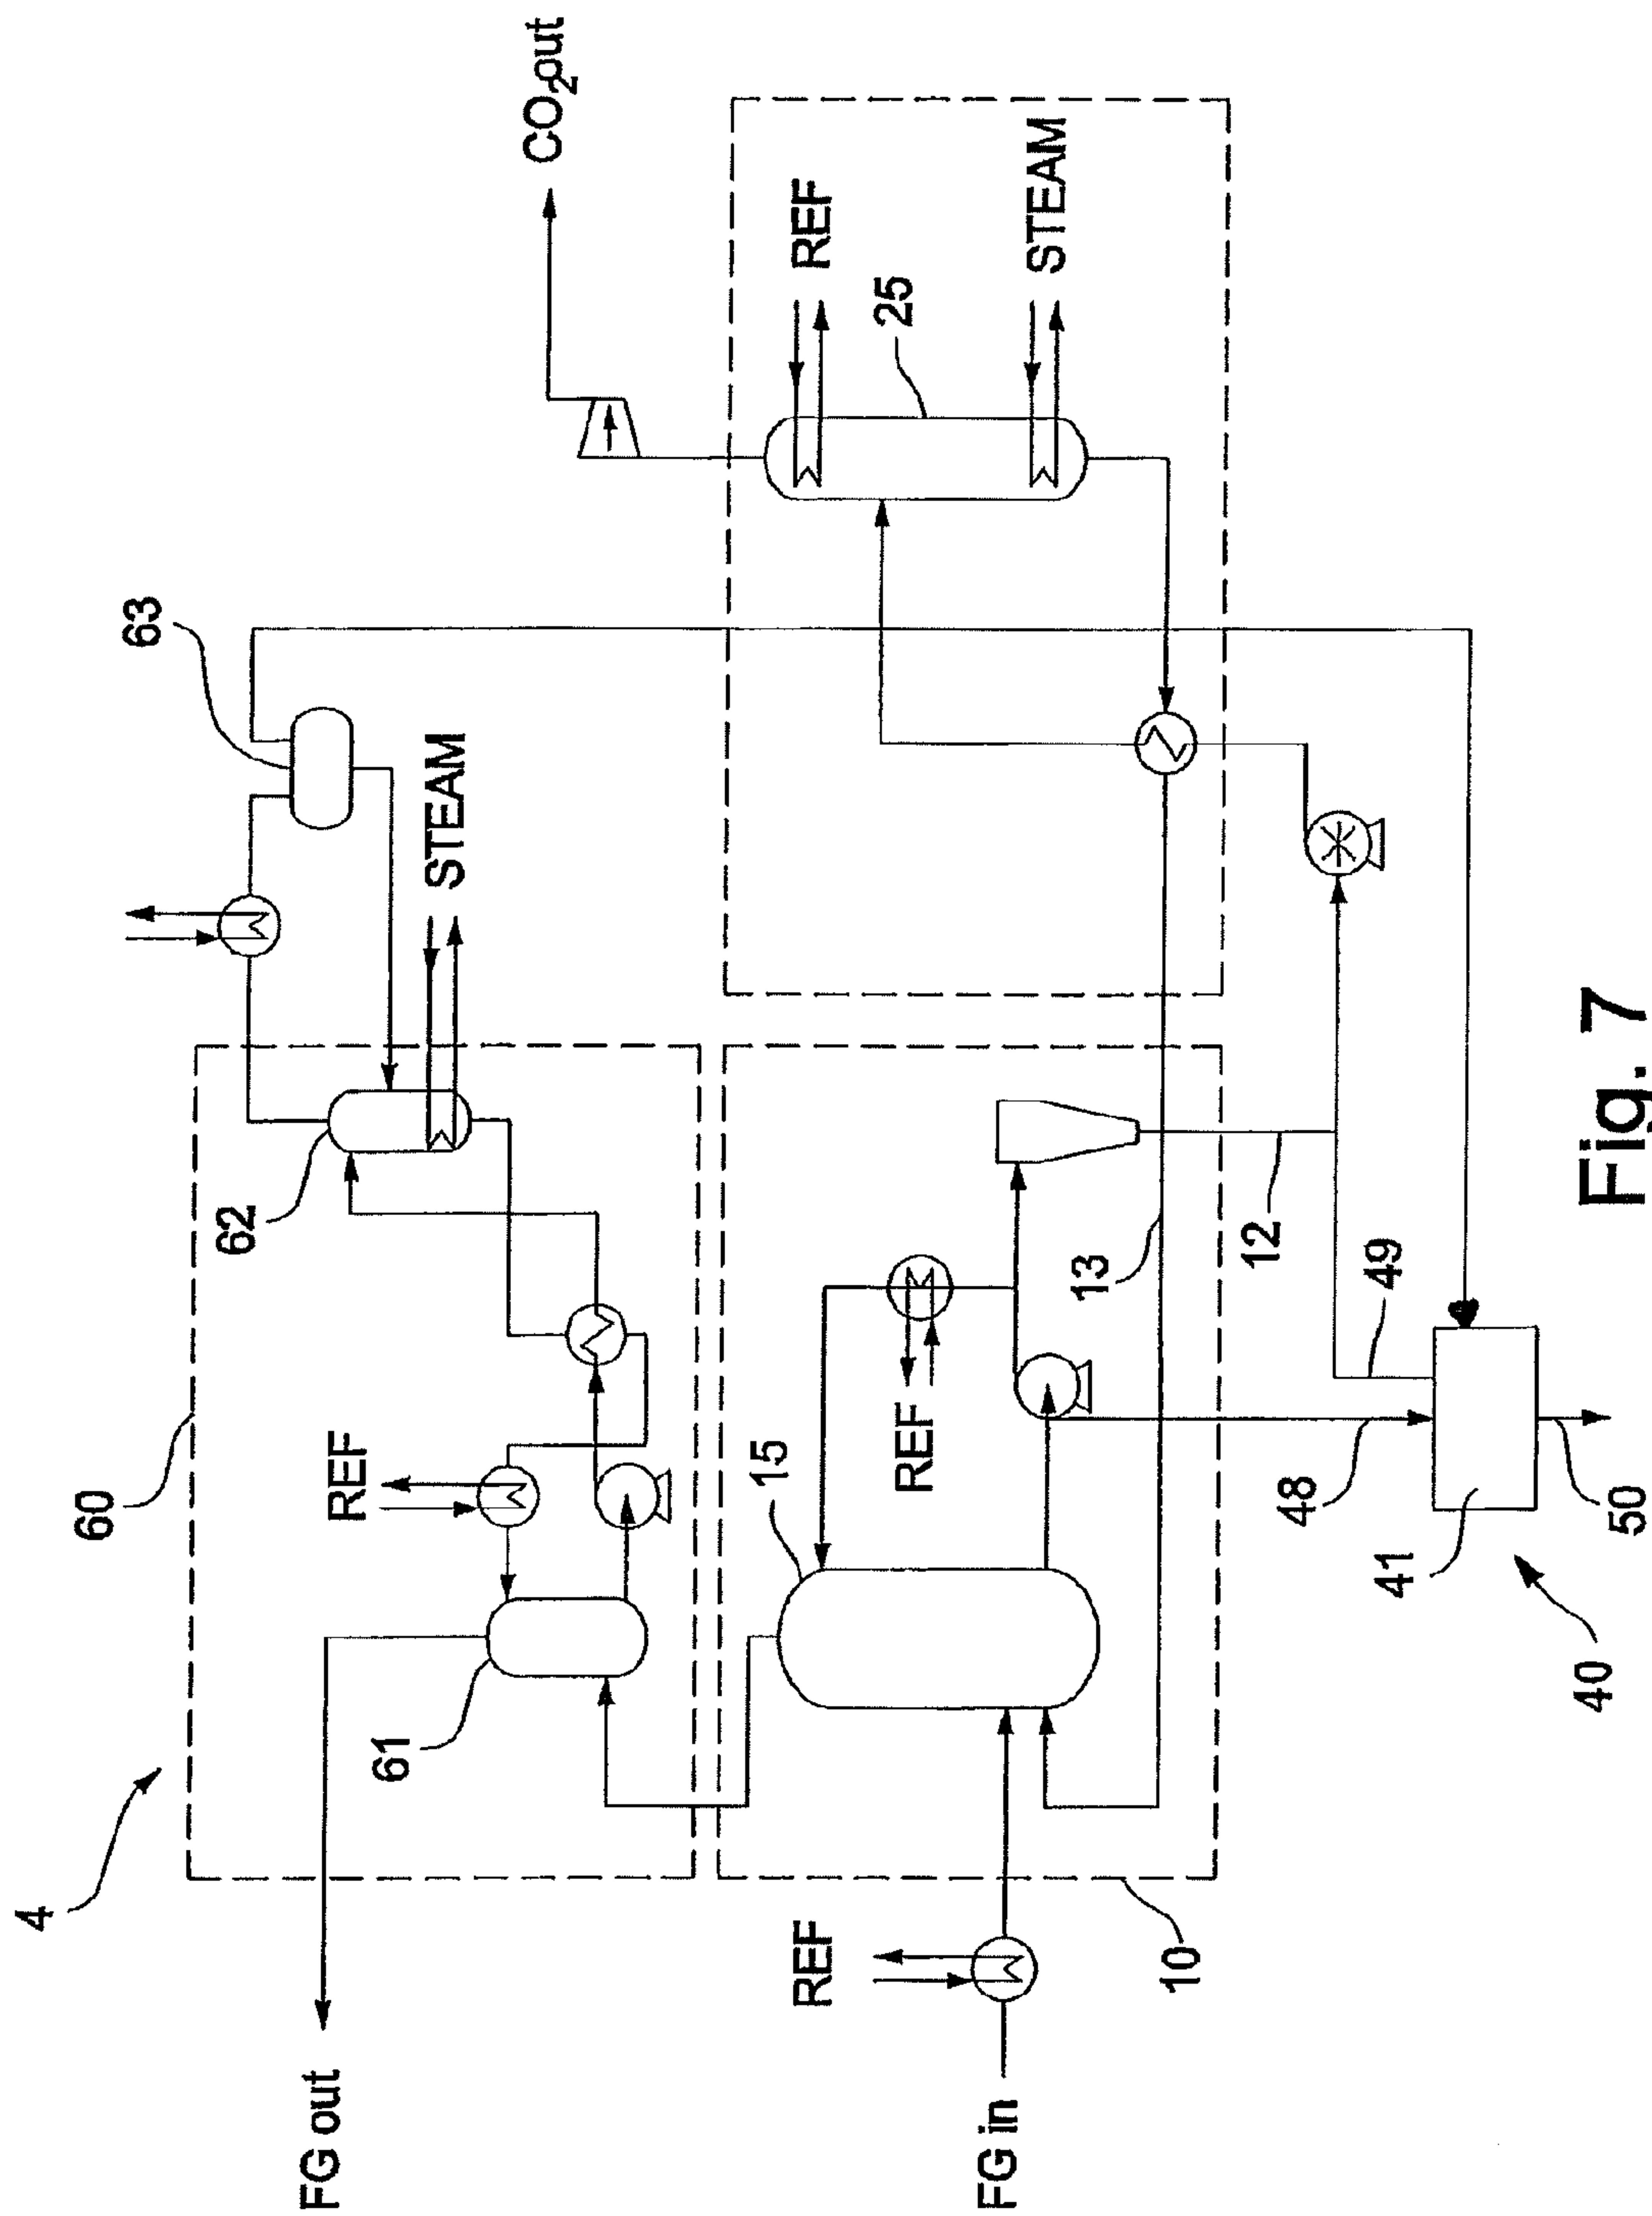 4
60
61
REF
62
STEAM
63
FG out
CO2out
REF
25
STEAM
15
REF
13
REF
FG in
10
12
48
49
41
40
50
Fig. 7